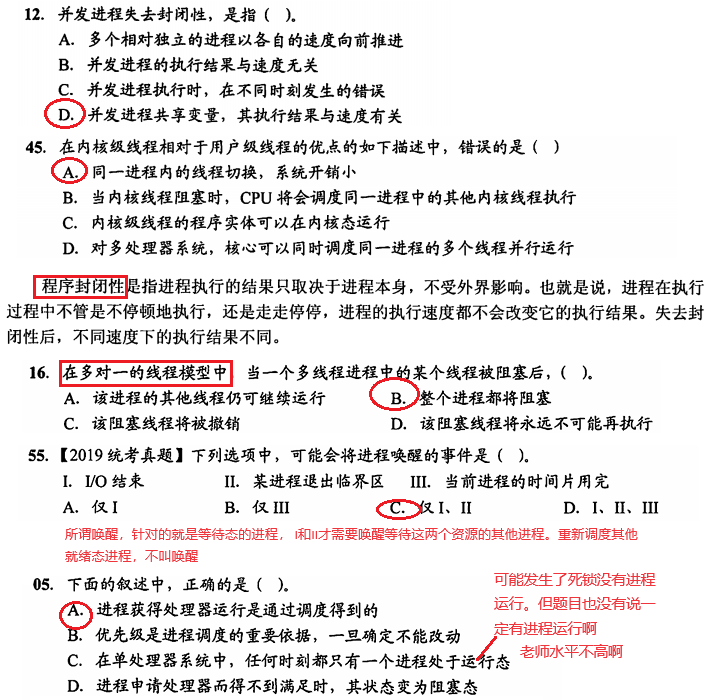 12. 并发进程失去封闭性，是指（ ）。
A. 多个相对独立的进程以各自的速度向前推进
B. 并发进程的执行结果与速度无关
C. 并发进程执行时，在不同时刻发生的错误
D. 并发进程共享变量，其执行结果与速度有关
45. 在内核级线程相对于用户级线程的优点的如下描述中，错误的是（ ）
A. 同一进程内的线程切换，系统开销小
B. 当内核线程阻塞时，CPU 将会调度同一进程中的其他内核线程执行
C. 内核级线程的程序实体可以在内核态运行
D. 对多处理器系统，核心可以同时调度同一进程的多个线程并行运行
程序封闭性是指进程执行的结果只取决于进程本身，不受外界影响。也就是说，进程在执行
过程中不管是不停顿地执行，还是走走停停，进程的执行速度都不会改变它的执行结果。失去封
闭性后，不同速度下的执行结果不同。
16. 在多对一的线程模型中 当一个多线程进程中的某个线程被阻塞后，（ ）。
A. 该进程的其他线程仍可继续运行 B. 整个进程都将阻塞
C. 该阻塞线程将被撤销 D. 该阻塞线程将永远不可能再执行
55.【2019 统考真题】下列选项中，可能会将进程唤醒的事件是（ ）。
I. I/O 结束 II. 某进程退出临界区 III. 当前进程的时间片用完
A. 仅 I B. 仅 III C. 仅 I、II D. I、II、III
所谓唤醒，针对的就是等待态的进程， I和II才需要唤醒等待这两个资源的其他进程。重新调度其他
就绪态进程，不叫唤醒
05. 下面的叙述中，正确的是（ ）。
A. 进程获得处理器运行是通过调度得到的
B. 优先级是进程调度的重要依据，一旦确定不能改动
C. 在单处理器系统中，任何时刻都只有一个进程处于运行态
D. 进程申请处理器而得不到满足时，其状态变为阻塞态
可能发生了死锁没有进程
运行。但题目也没有说一
定有进程运行啊
老师水平不高啊